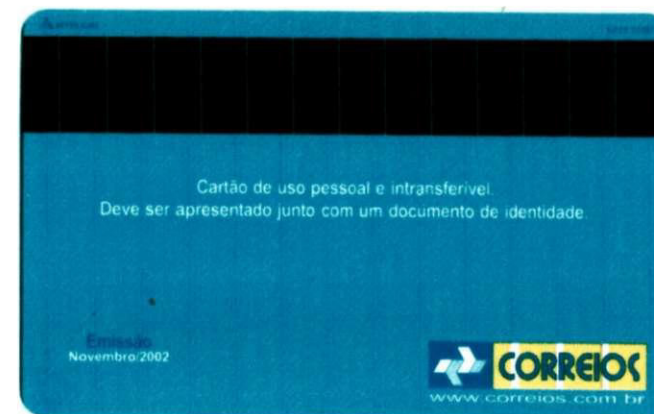 Cartão de uso pessoal e intransferível.
Deve ser apresentado junto com um documento de identidade.
Emissão
Novembro/2002
CORREIOS
www.correios.com.br